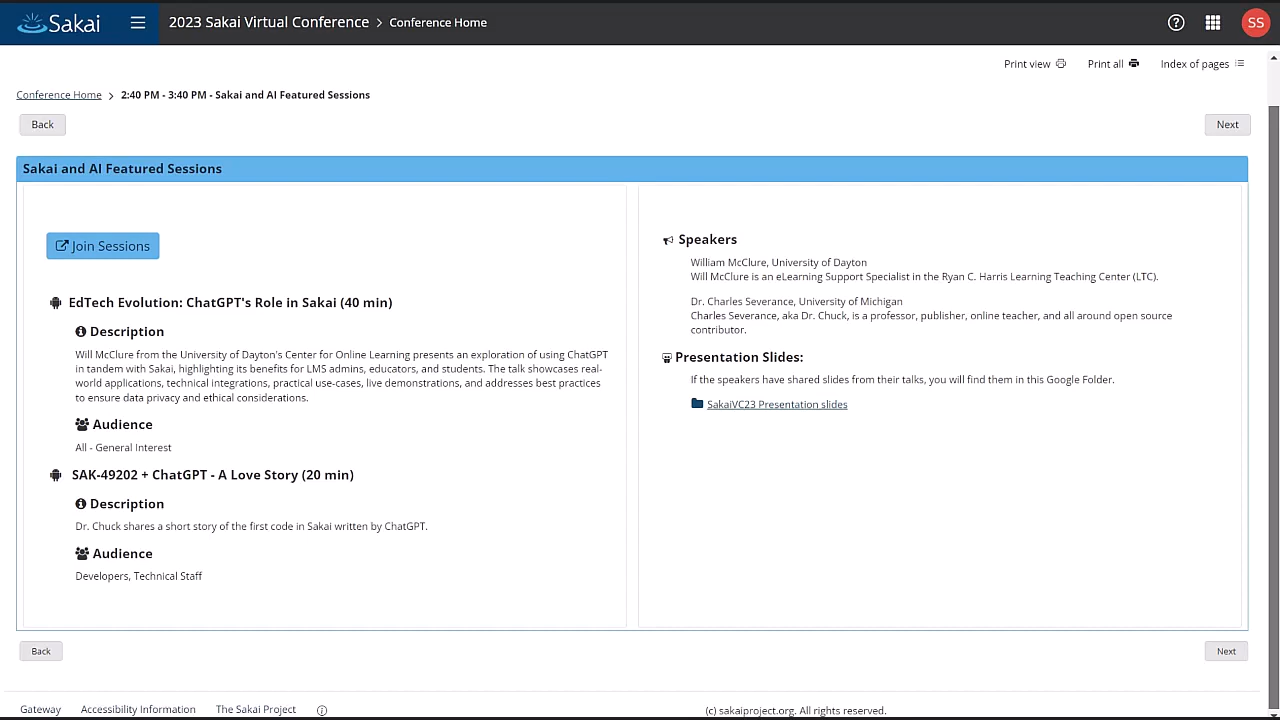 Sakai
2023 Sakai Virtual Conference > Conference Home
SS
Print view
Print all
Index of pages
Conference Home > 2:40 PM - 3:40 PM - Sakai and AI Featured Sessions
Back
Next
Sakai and AI Featured Sessions
Join Sessions
EdTech Evolution: ChatGPT's Role in Sakai (40 min)
Description
Will McClure from the University of Dayton's Center for Online Learning presents an exploration of using ChatGPT
in tandem with Sakai, highlighting its benefits for LMS admins, educators, and students. The talk showcases real-
world applications, technical integrations, practical use-cases, live demonstrations, and addresses best practices
to ensure data privacy and ethical considerations.
Audience
All - General Interest
SAK-49202 + ChatGPT - A Love Story (20 min)
Description
Dr. Chuck shares a short story of the first code in Sakai written by ChatGPT.
Audience
Developers, Technical Staff
Speakers
William McClure, University of Dayton
Will McClure is an eLearning Support Specialist in the Ryan C. Harris Learning Teaching Center (LTC).
Dr. Charles Severance, University of Michigan
Charles Severance, aka Dr. Chuck, is a professor, publisher, online teacher, and all around open source
contributor.
Presentation Slides:
If the speakers have shared slides from their talks, you will find them in this Google Folder.
SakaiVC23 Presentation slides
Back
Next
Gateway
Accessibility Information
The Sakai Project
(c) sakaiproject.org. All rights reserved.